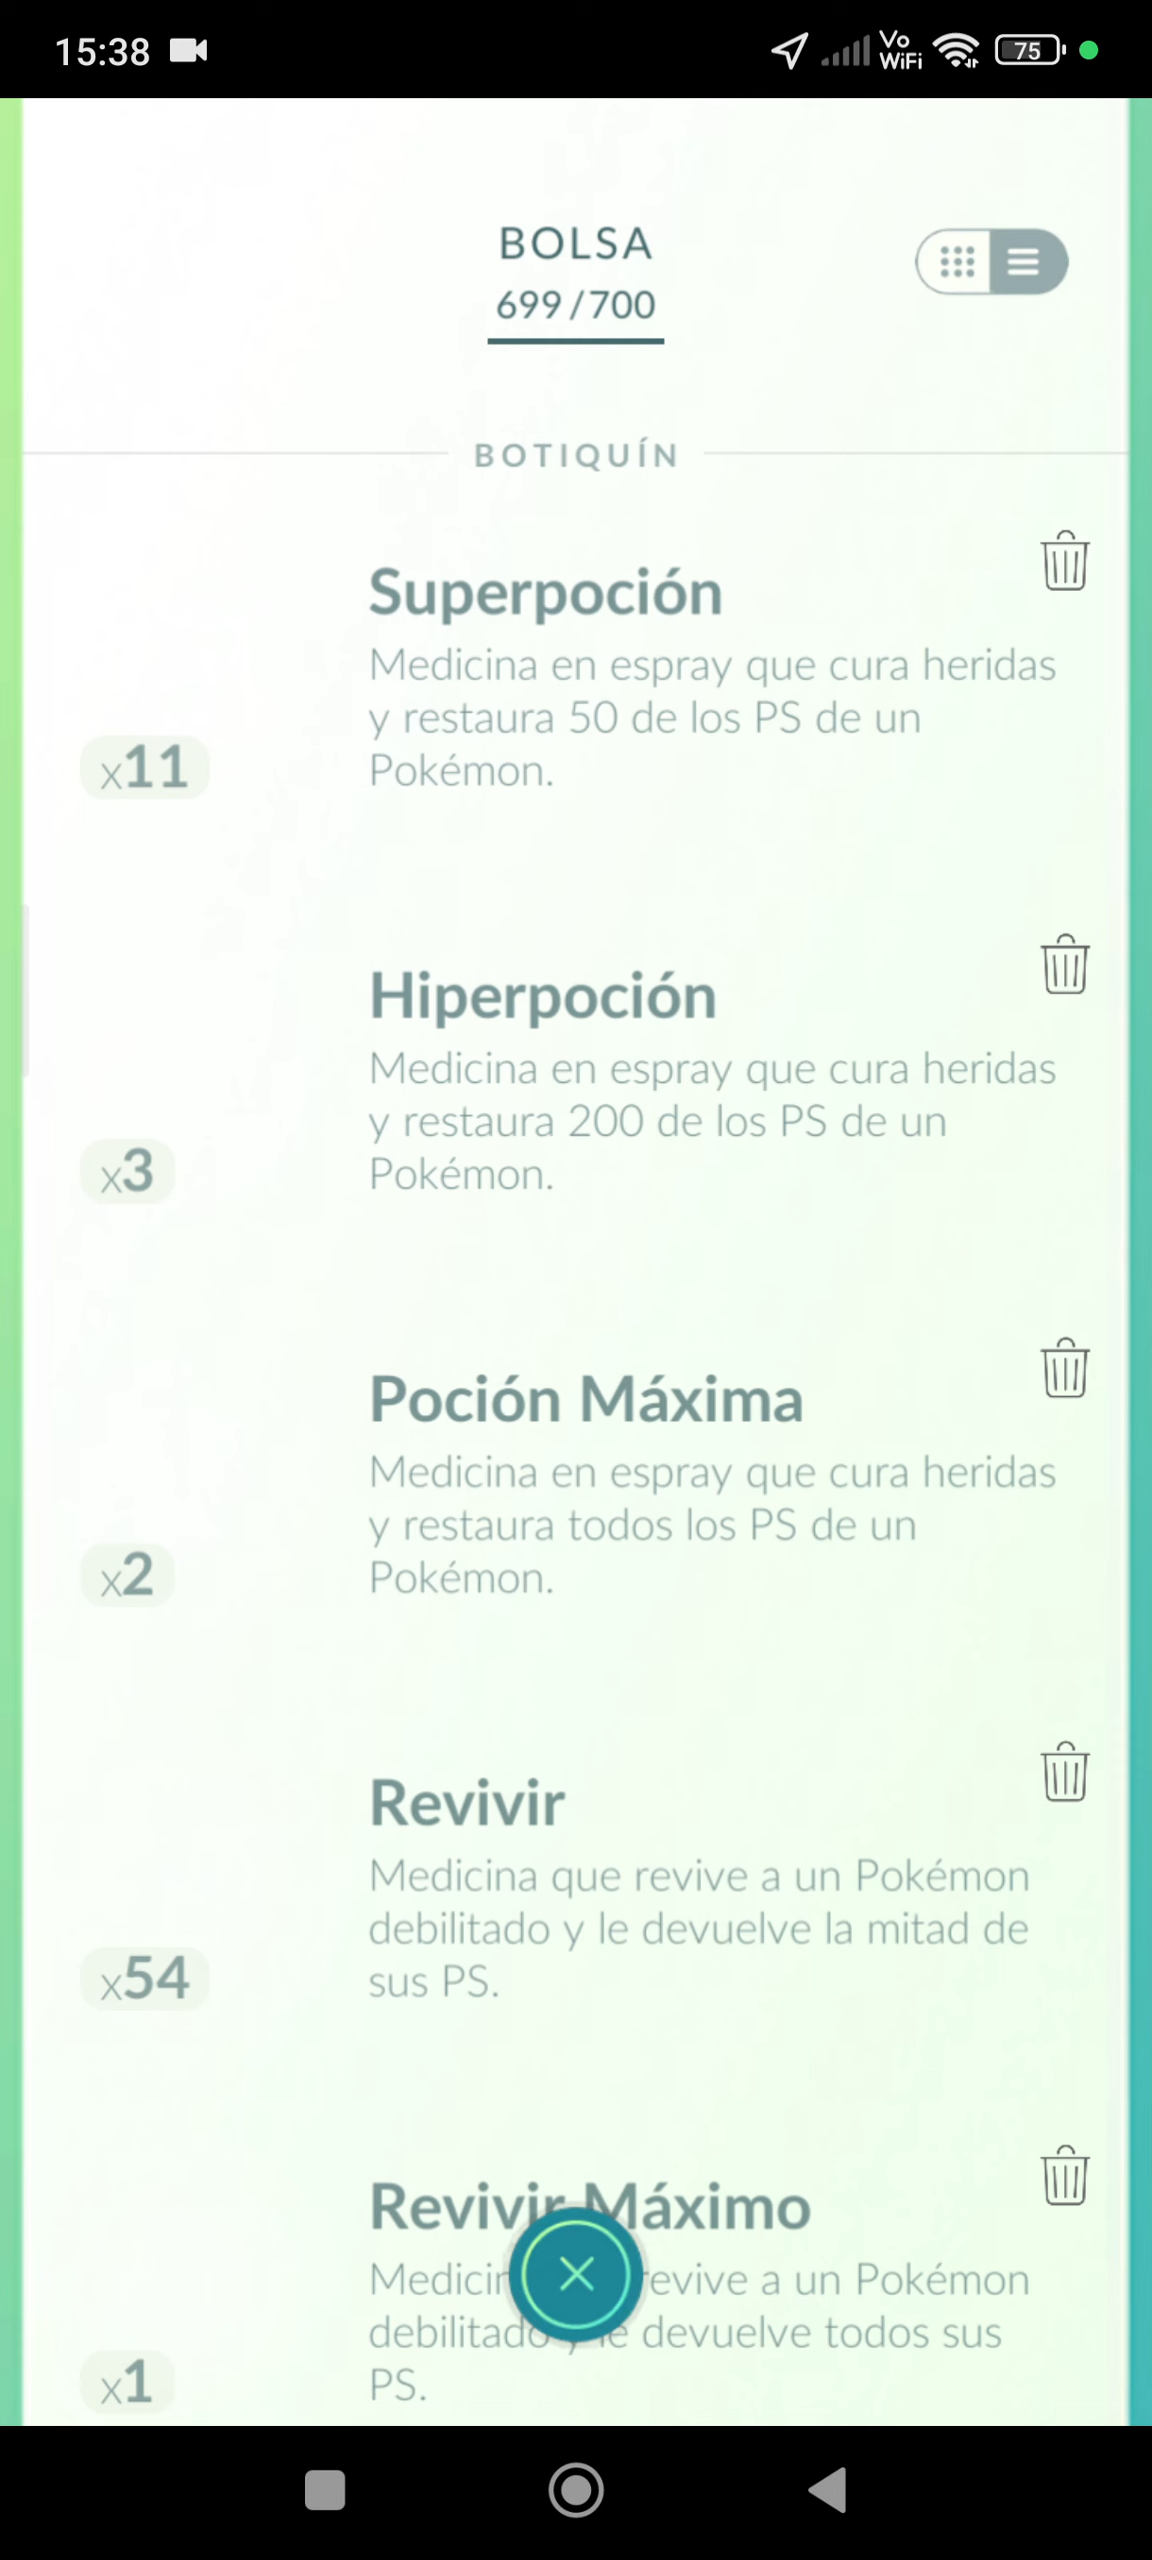 15:38
Vo
WiFi
75
BOLSA
699/700
BOTIQUÍN
Superpoción
Medicina en espray que cura heridas
y restaura 50 de los PS de un
Pokémon.
x11
Hiperpoción
Medicina en espray que cura heridas
y restaura 200 de los PS de un
Pokémon.
x3
Poción Máxima
Medicina en espray que cura heridas
y restaura todos los PS de un
Pokémon.
x2
Revivir
Medicina que revive a un Pokémon
debilitado y le devuelve la mitad de
sus PS.
x54
Revivir Máximo
revive a un Pokémon
debilitado y le devuelve todos sus
PS.
x1